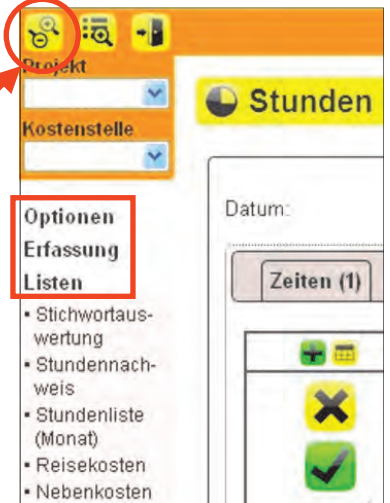 Projekt
Kostenstelle
Stunden
Optionen
Erfassung
Listen
▪ Stichwortaus-
wertung
▪ Stundennach-
weis
▪ Stundenliste
(Monat)
▪ Reisekosten
▪ Nebenkosten
Datum:
Zeiten (1)